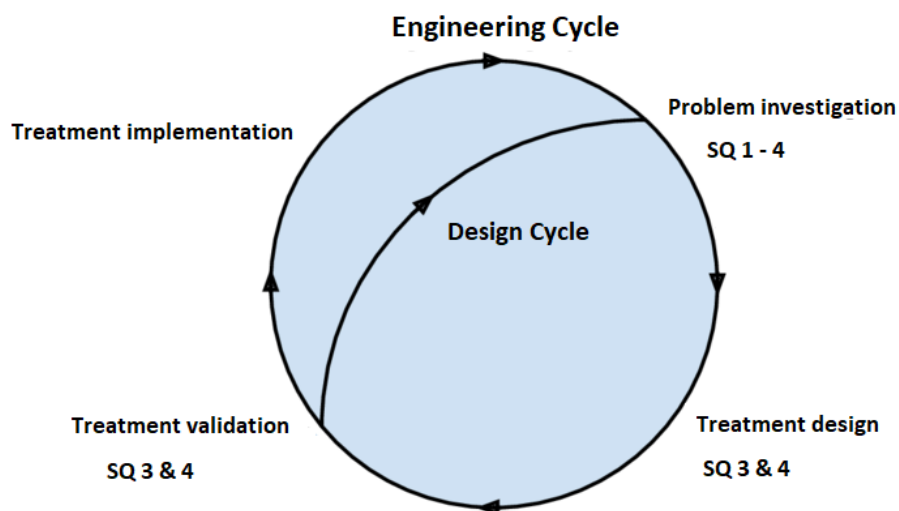 Engineering Cycle
Problem investigation
SQ 1 - 4
Treatment implementation
Design Cycle
Treatment validation
SQ 3 & 4
Treatment design
SQ 3 & 4